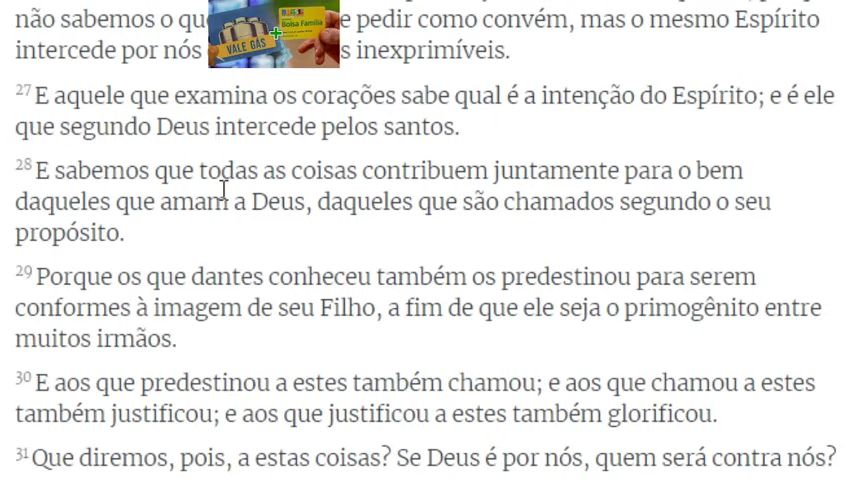 não sabemos o qu e pedir como convém, mas o mesmo Espírito
VALE GÁS
Bolsa Família
intercede por nós s inexprimíveis.
27 E aquele que examina os corações sabe qual é a intenção do Espírito; e é ele
que segundo Deus intercede pelos santos.
28 E sabemos que todas as coisas contribuem juntamente para o bem
daqueles que amam a Deus, daqueles que são chamados segundo o seu
propósito.
29 Porque os que dantes conheceu também os predestinou para serem
conformes à imagem de seu Filho, a fim de que ele seja o primogênito entre
muitos irmãos.
30 E aos que predestinou a estes também chamou; e aos que chamou a estes
também justificou; e aos que justificou a estes também glorificou.
31 Que diremos, pois, a estas coisas? Se Deus é por nós, quem será contra nós?